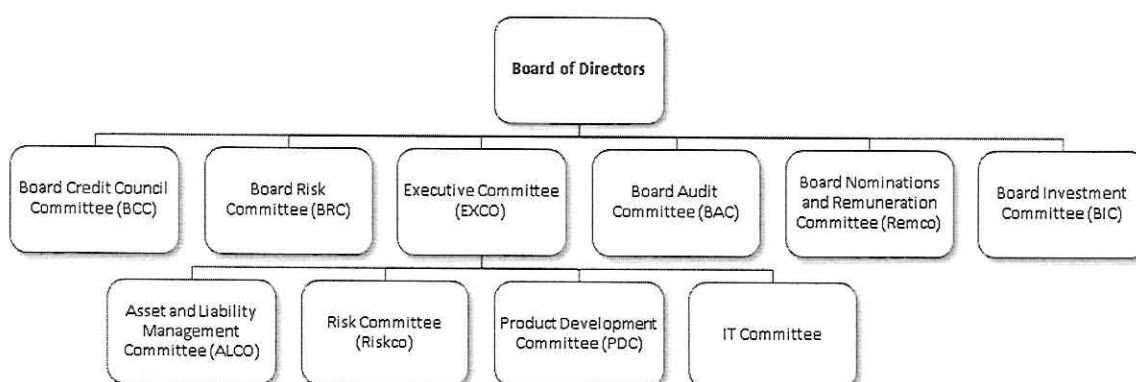 Board of Directors
Board Credit Council
Committee (BCC)
Board Risk
Committee (BRC)
Executive Committee
(EXCO)
Board Audit
Committee (BAC)
Board Nominations
and Remuneration
Committee (Remco)
Board Investment
Committee (BIC)
Asset and Liability
Management
Committee (ALCO)
Risk Committee
(Riskco)
Product Development
Committee (PDC)
IT Committee